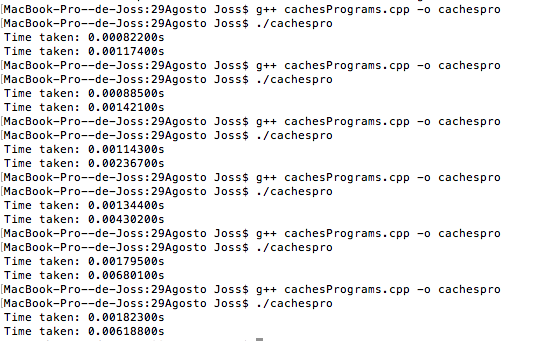 [MacBook-Pro--de-Joss:29Agosto Joss$ g++ cachesPrograms.cpp -o cachespro
[MacBook-Pro--de-Joss:29Agosto Joss$ ./cachespro
Time taken: 0.00082200s
Time taken: 0.00117400s
[MacBook-Pro--de-Joss:29Agosto Joss$ g++ cachesPrograms.cpp -o cachespro
[MacBook-Pro--de-Joss:29Agosto Joss$ ./cachespro
Time taken: 0.00088500s
Time taken: 0.00142100s
[MacBook-Pro--de-Joss:29Agosto Joss$ g++ cachesPrograms.cpp -o cachespro
[MacBook-Pro--de-Joss:29Agosto Joss$ ./cachespro
Time taken: 0.00114300s
Time taken: 0.00236700s
[MacBook-Pro--de-Joss:29Agosto Joss$ g++ cachesPrograms.cpp -o cachespro
[MacBook-Pro--de-Joss:29Agosto Joss$ ./cachespro
Time taken: 0.00134400s
Time taken: 0.00430200s
[MacBook-Pro--de-Joss:29Agosto Joss$ g++ cachesPrograms.cpp -o cachespro
[MacBook-Pro--de-Joss:29Agosto Joss$ ./cachespro
Time taken: 0.00179500s
Time taken: 0.00680100s
[MacBook-Pro--de-Joss:29Agosto Joss$ g++ cachesPrograms.cpp -o cachespro
[MacBook-Pro--de-Joss:29Agosto Joss$ ./cachespro
Time taken: 0.00182300s
Time taken: 0.00618800s